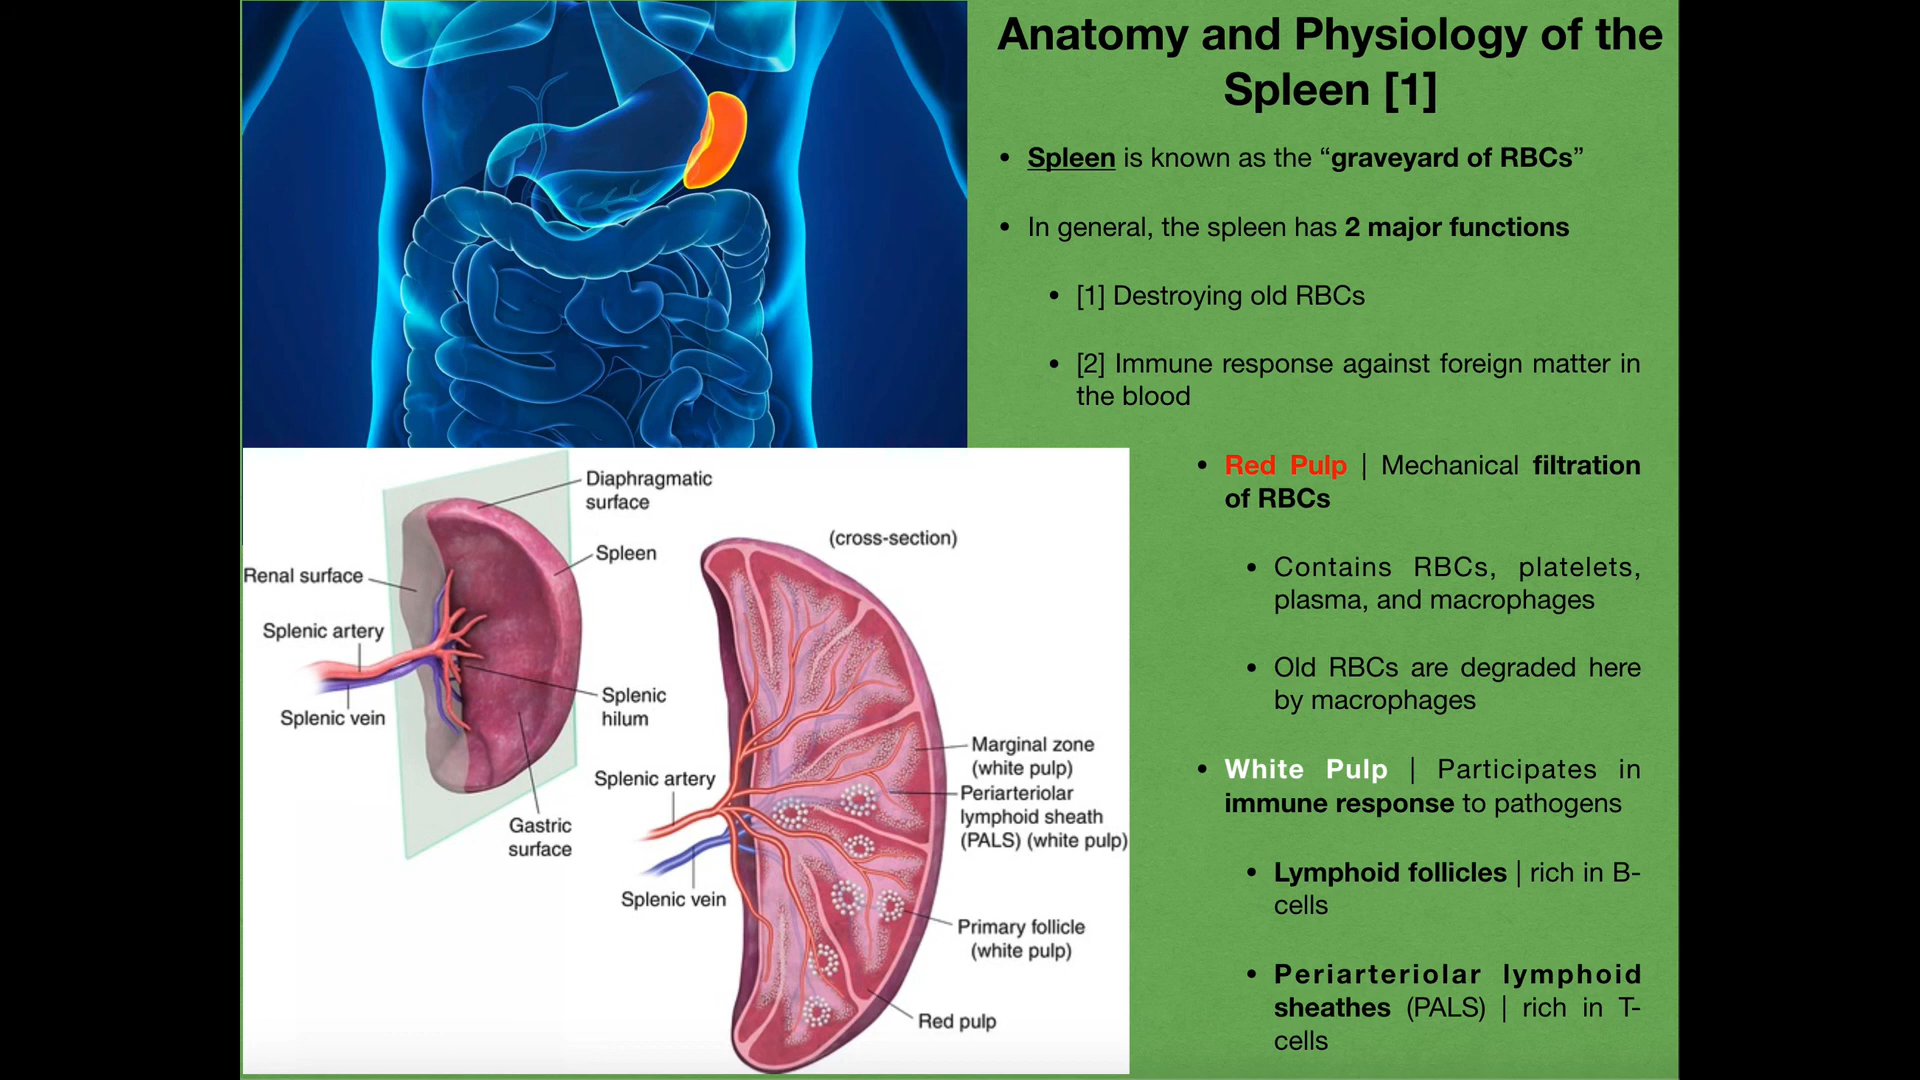 Anatomy and Physiology of the
Spleen [1]
• Spleen is known as the “graveyard of RBCs”
• In general, the spleen has 2 major functions
• [1] Destroying old RBCs
• [2] Immune response against foreign matter in
the blood
• Red Pulp | Mechanical filtration
of RBCs
• Contains RBCs, platelets,
plasma, and macrophages
• Old RBCs are degraded here
by macrophages
• White Pulp | Participates in
immune response to pathogens
• Lymphoid follicles | rich in B-
cells
• Periarteriolar lymphoid
sheathes (PALS) | rich in T-
cells
Diaphragmatic
surface
Spleen
Renal surface
Splenic artery
Splenic vein
Splenic
hilum
Gastric
surface
(cross-section)
Splenic artery
Splenic vein
Marginal zone
(white pulp)
Periarteriolar
lymphoid sheath
(PALS) (white pulp)
Primary follicle
(white pulp)
Red pulp